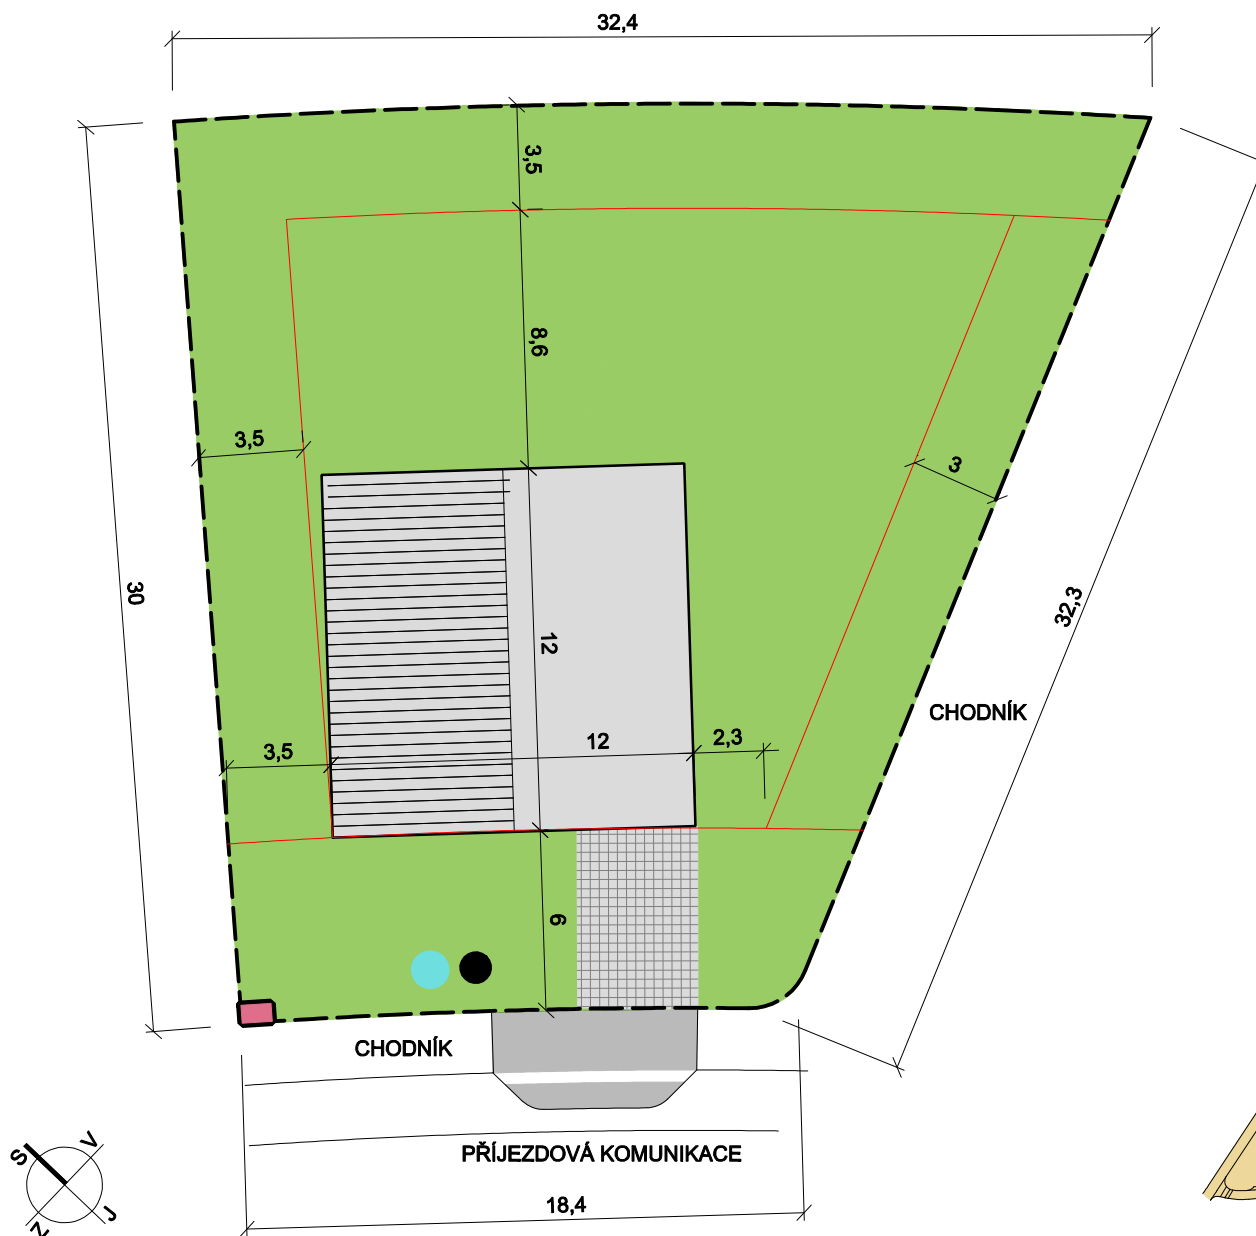 32,4
3,5
8,6
3,5
3
30
32,3
12
CHODNÍK
3,5
12
2,3
6
CHODNÍK
PŘÍJEZDOVÁ KOMUNIKACE
18,4
S
V
Z
J